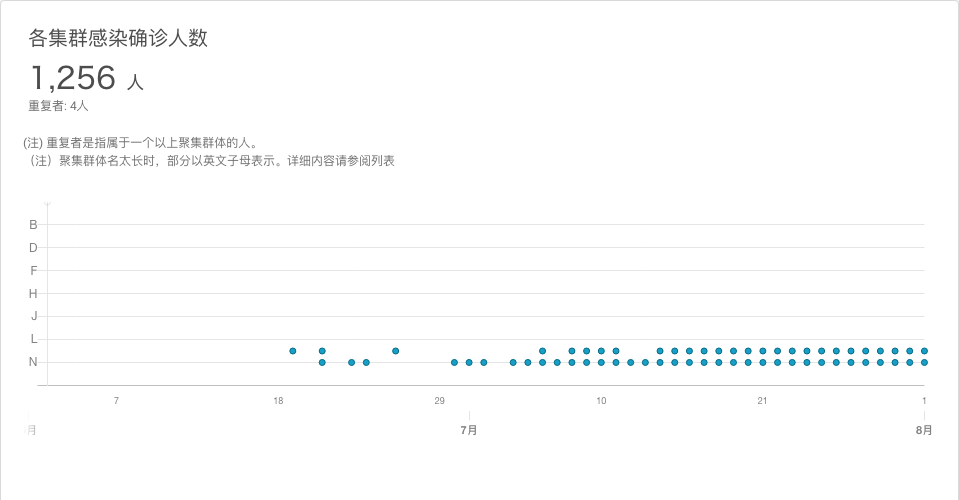 各集群感染确诊人数
1,256 人
重复者: 4人
(注) 重复者是指属于一个以上聚集群体的人。
（注）聚集群体名太长时，部分以英文子母表示。详细内容请参阅列表
B
D
F
H
J
L
N
7 18 29 10 21 1
月 7月 8月